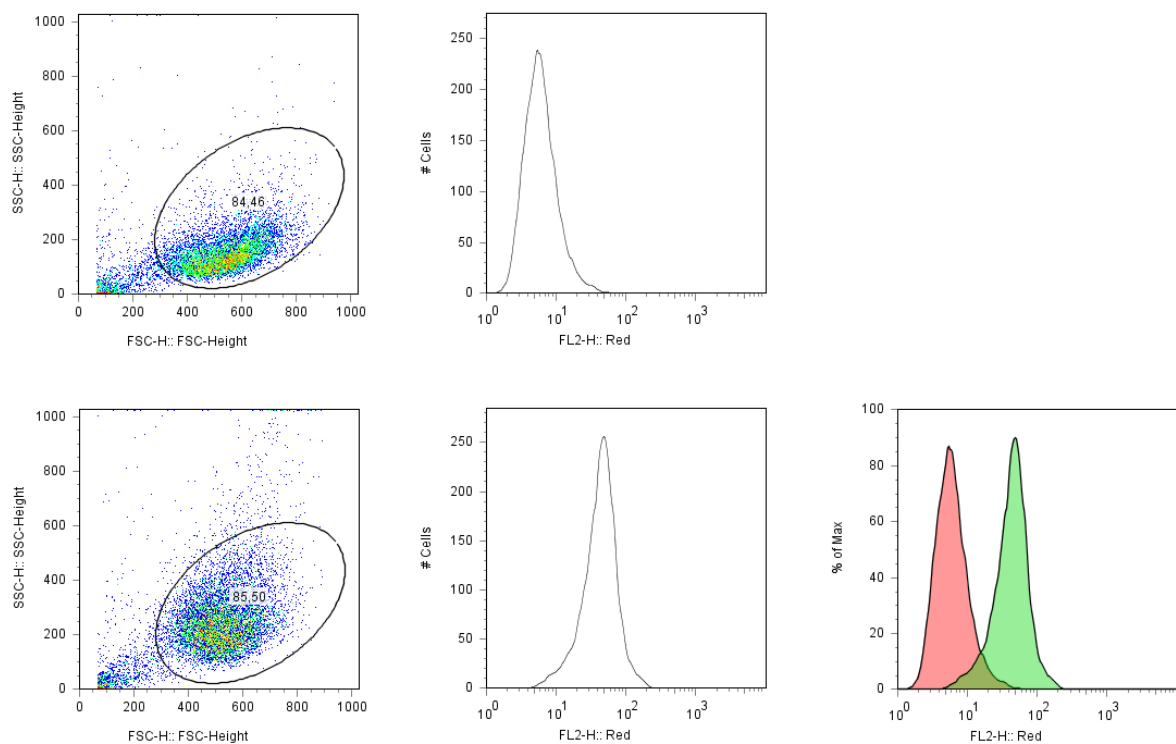 1000
800
600
400
200
0
SSC-H:: SSC-Height
84,46
0 200 400 600 800 1000
FSC-H:: FSC-Height
250
200
150
100
50
0
# Cells
10^0 10^1 10^2 10^3
FL2-H:: Red
1000
800
600
400
200
0
SSC-H:: SSC-Height
85,50
0 200 400 600 800 1000
FSC-H:: FSC-Height
250
200
150
100
50
0
# Cells
10^0 10^1 10^2 10^3
FL2-H:: Red
100
80
60
40
20
0
% of Max
10^0 10^1 10^2 10^3
FL2-H:: Red